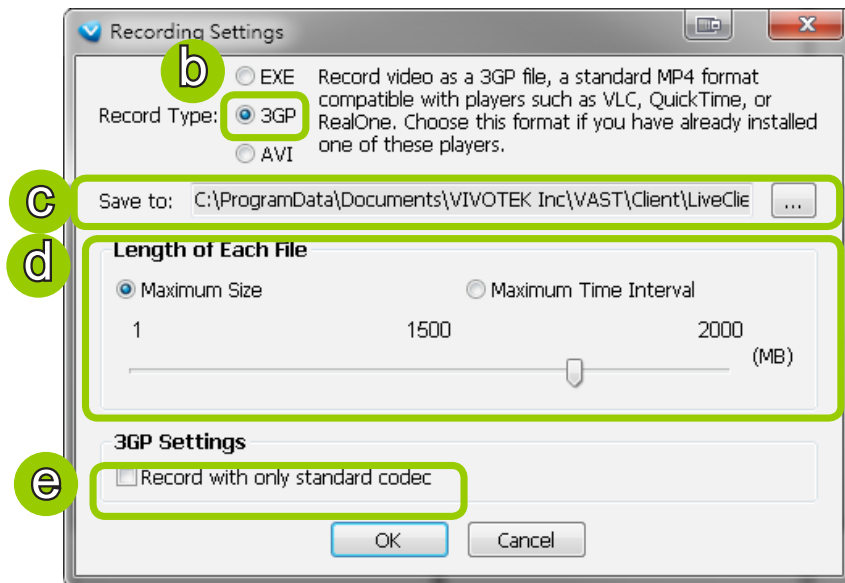 Recording Settings
X
b
EXE
Record Type:
3GP
AVI
Record video as a 3GP file, a standard MP4 format
compatible with players such as VLC, QuickTime, or
RealOne. Choose this format if you have already installed
one of these players.
c
Save to: C:\ProgramData\Documents\VIVOTEK Inc\VAST\Client\LiveClie ...
d
Length of Each File
Maximum Size Maximum Time Interval
1 1500 2000
(MB)
3GP Settings
e
Record with only standard codec
OK Cancel